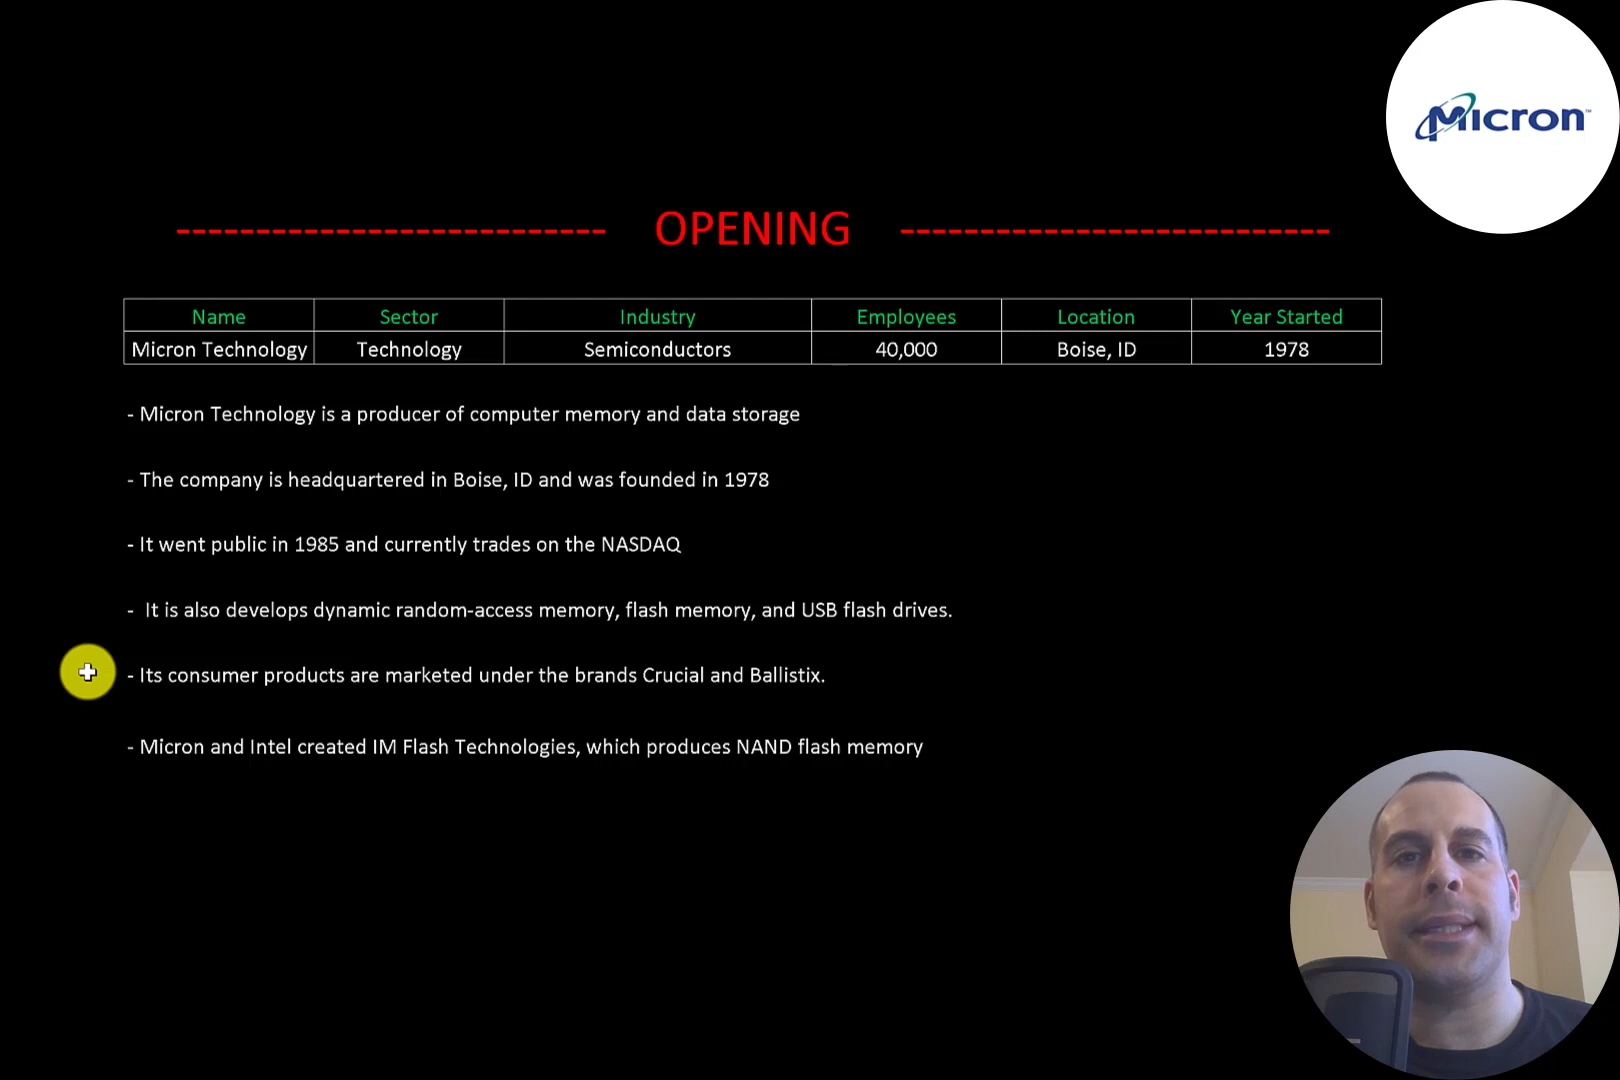 Micron™
--------------------------- OPENING ---------------------------
Name Sector Industry Employees Location Year Started
Micron Technology Technology Semiconductors 40,000 Boise, ID 1978
- Micron Technology is a producer of computer memory and data storage
- The company is headquartered in Boise, ID and was founded in 1978
- It went public in 1985 and currently trades on the NASDAQ
-  It is also develops dynamic random-access memory, flash memory, and USB flash drives.
- Its consumer products are marketed under the brands Crucial and Ballistix.
- Micron and Intel created IM Flash Technologies, which produces NAND flash memory